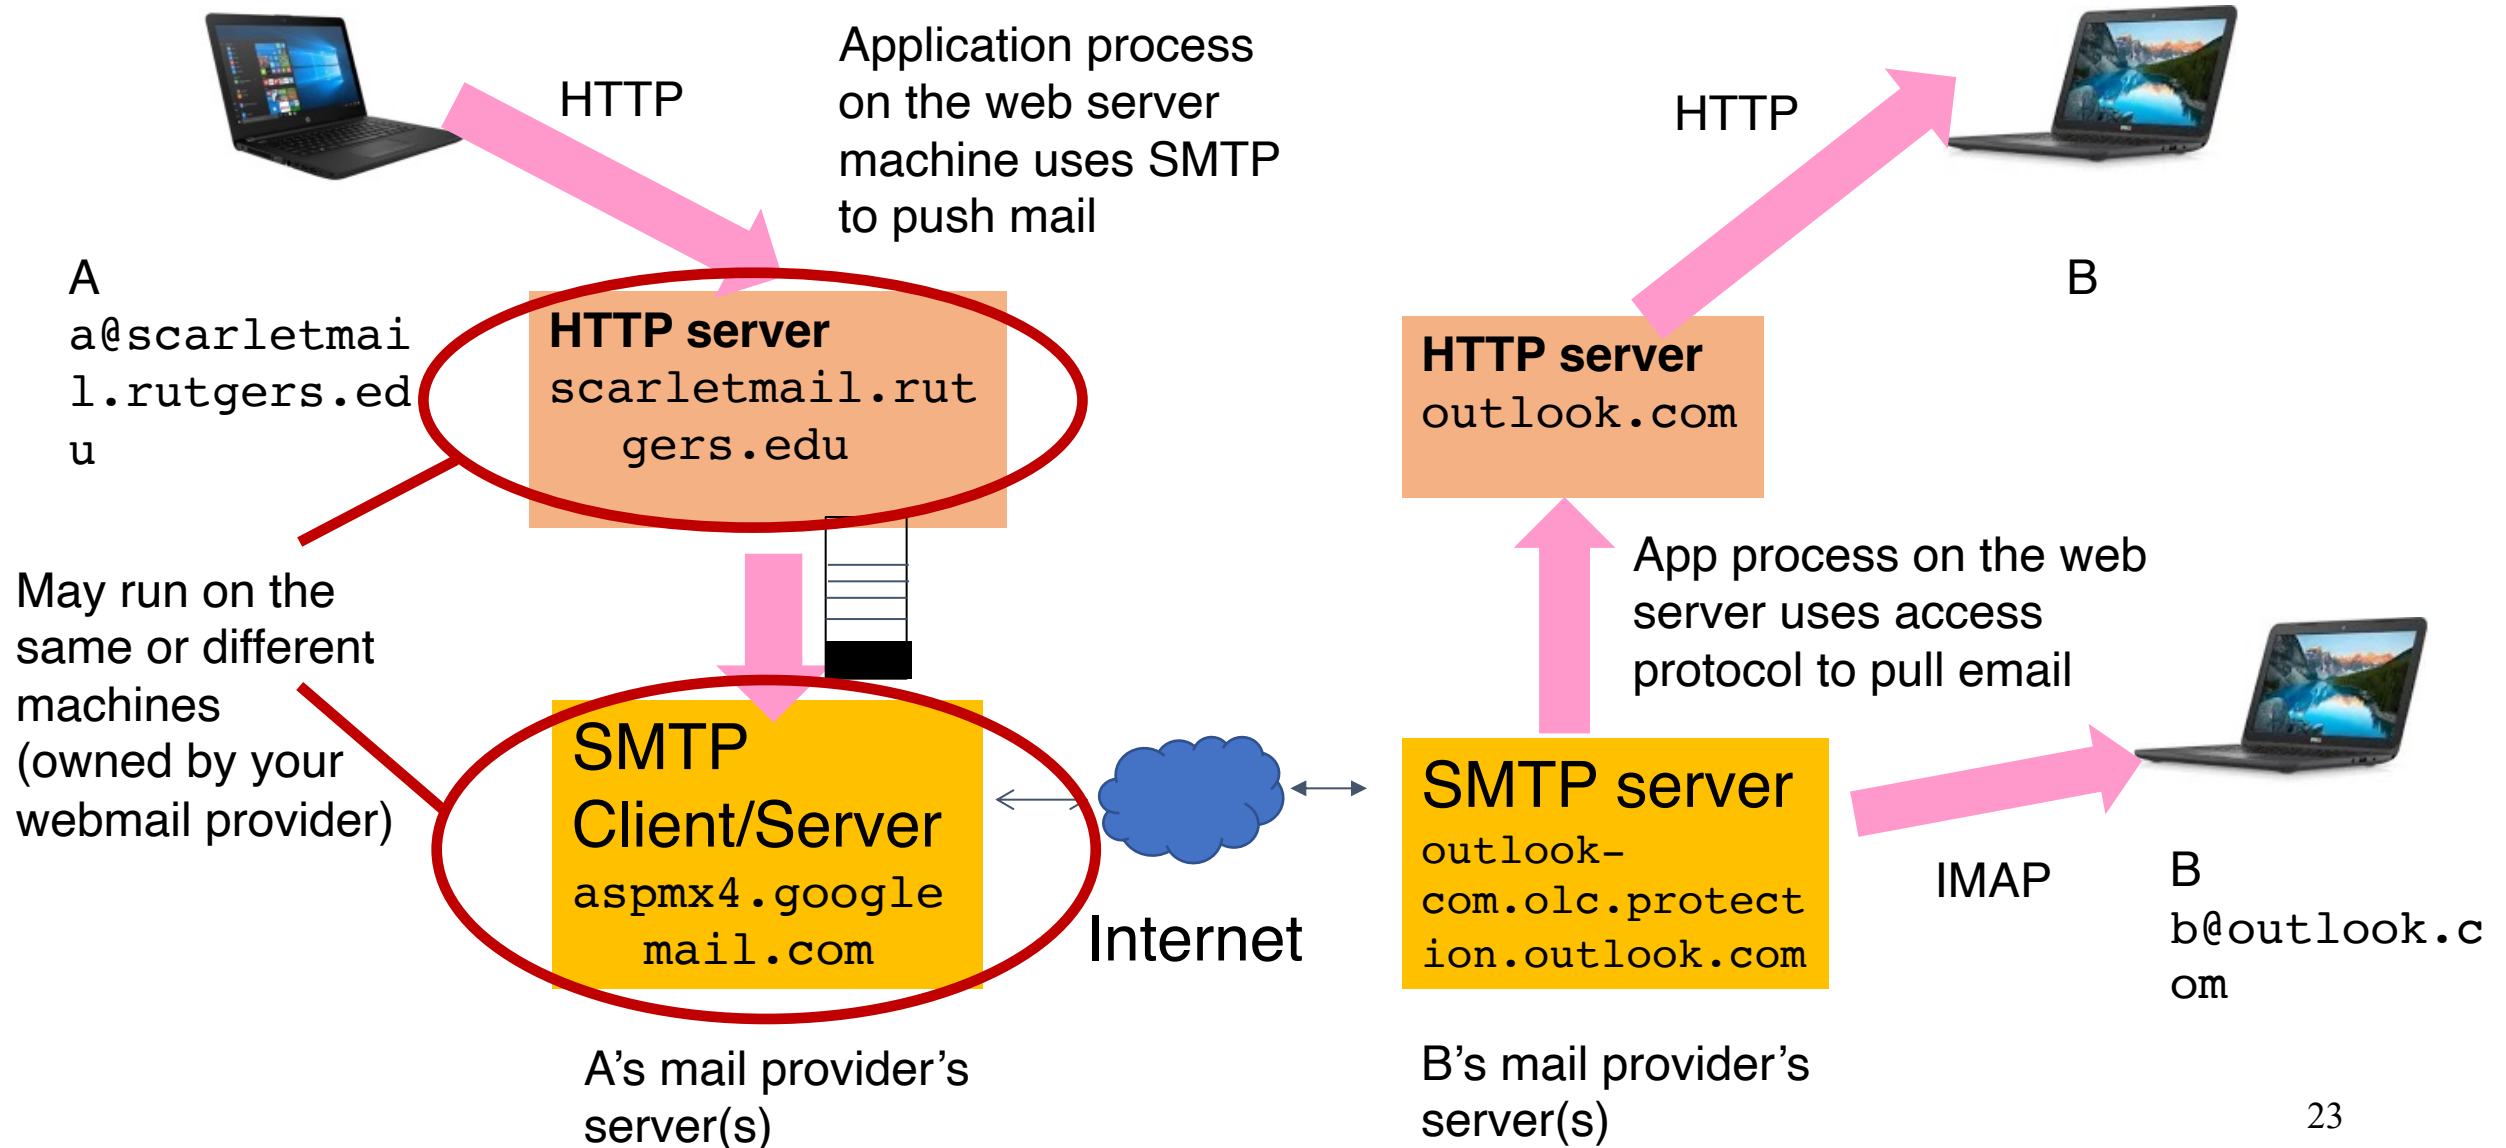 HTTP
Application process
on the web server
machine uses SMTP
to push mail
HTTP
A
a@scarletmai
l.rutgers.ed
u
B
HTTP server
scarletmail.rut
gers.edu
HTTP server
outlook.com
May run on the
same or different
machines
(owned by your
webmail provider)
App process on the web
server uses access
protocol to pull email
SMTP
Client/Server
aspmx4.google
mail.com
Internet
SMTP server
outlook-
com.olc.protect
ion.outlook.com
IMAP
B
b@outlook.c
om
A’s mail provider’s
server(s)
B’s mail provider’s
server(s)
23